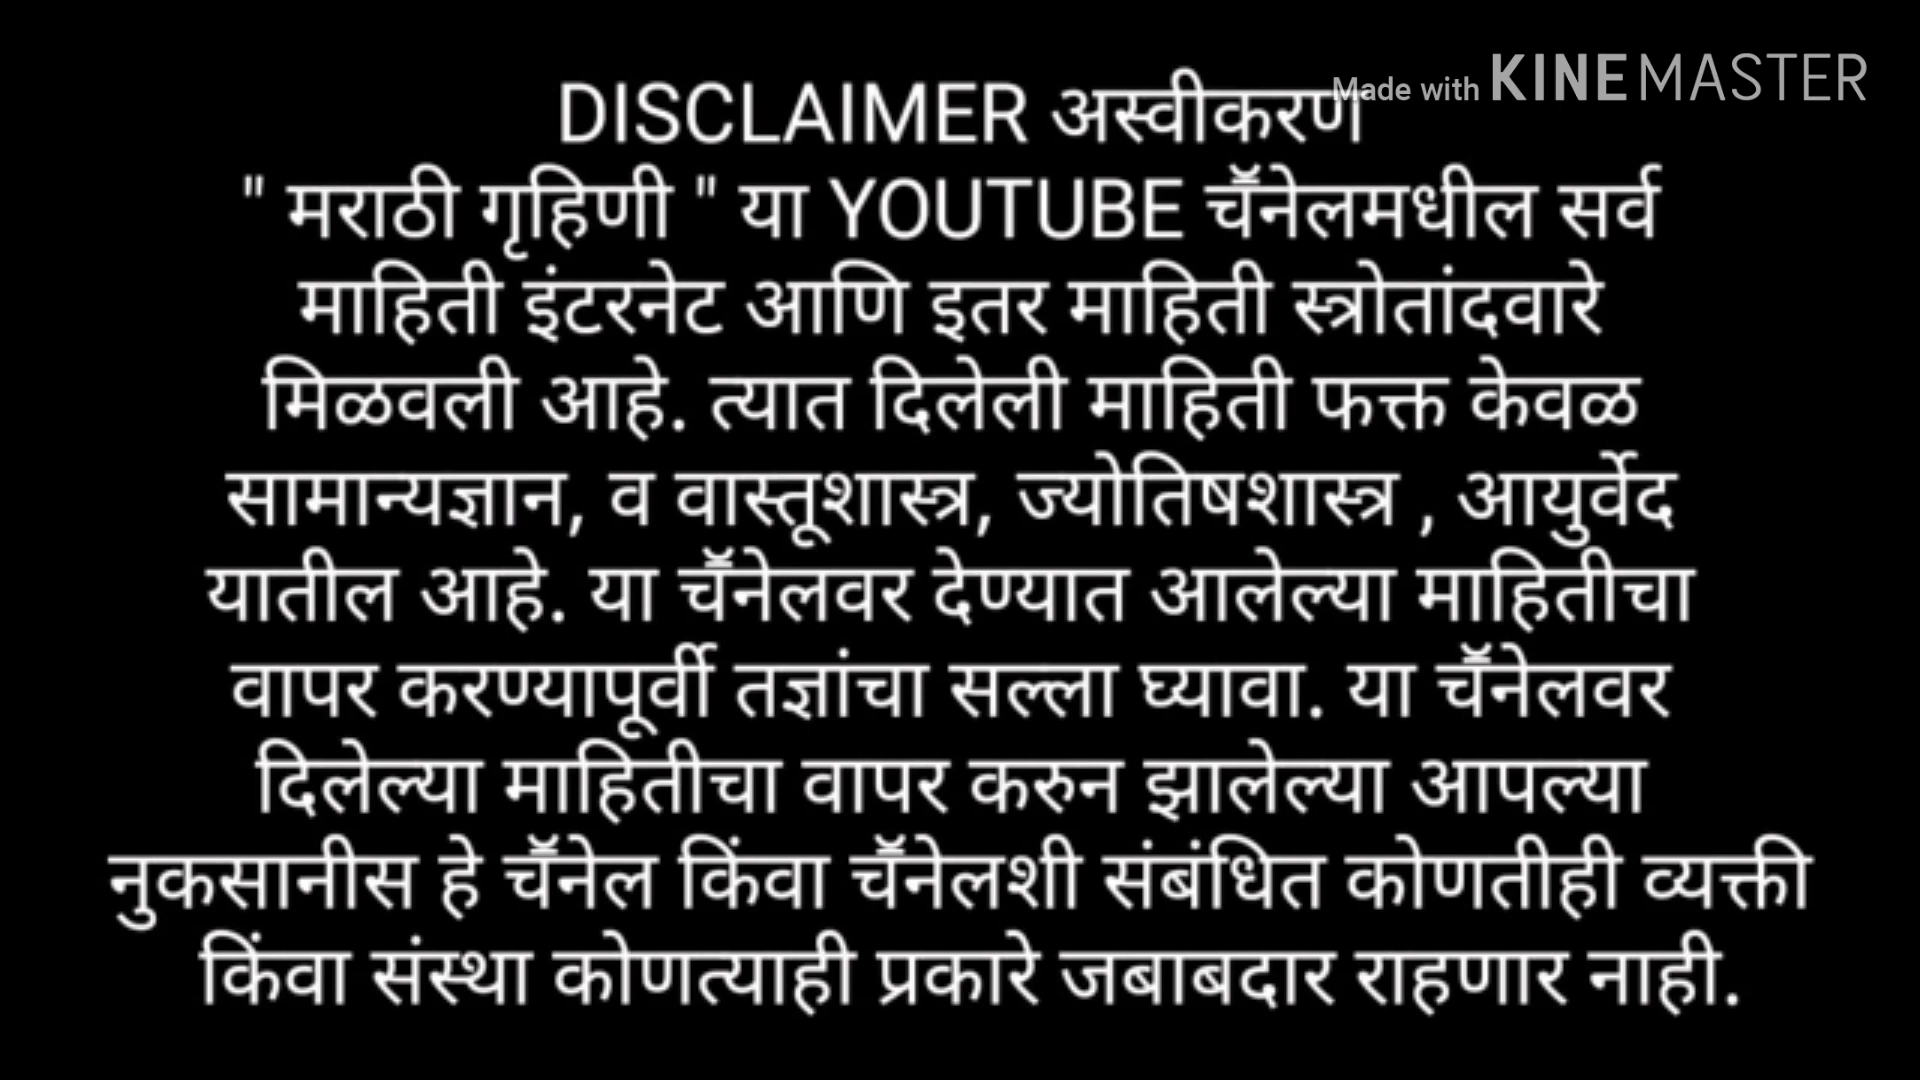 Made with KINEMASTER
DISCLAIMER अस्वीकरण
" मराठी गृहिणी " या YOUTUBE चॅनेलमधील सर्व
माहिती इंटरनेट आणि इतर माहिती स्त्रोतांदवारे
मिळवली आहे. त्यात दिलेली माहिती फक्त केवळ
सामान्यज्ञान, व वास्तूशास्त्र, ज्योतिषशास्त्र , आयुर्वेद
यातील आहे. या चॅनेलवर देण्यात आलेल्या माहितीचा
वापर करण्यापूर्वी तज्ञांचा सल्ला घ्यावा. या चॅनेलवर
दिलेल्या माहितीचा वापर करुन झालेल्या आपल्या
नुकसानीस हे चॅनेल किंवा चॅनेलशी संबंधित कोणतीही व्यक्ती
किंवा संस्था कोणत्याही प्रकारे जबाबदार राहणार नाही.